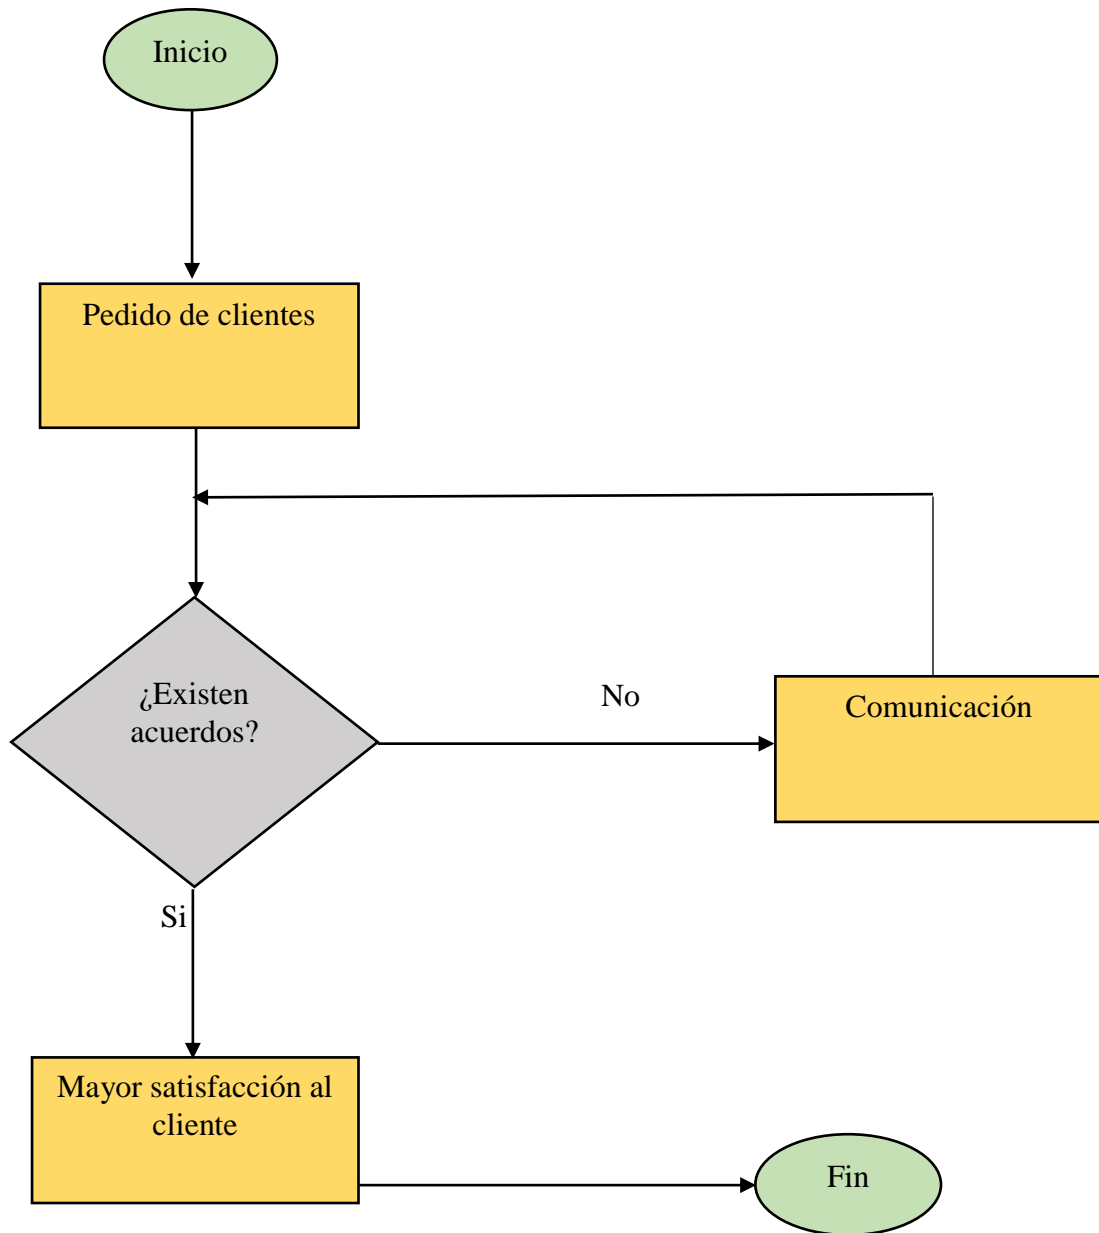 Inicio
Pedido de clientes
¿Existen
acuerdos?
No
Comunicación
Si
Mayor satisfacción al
cliente
Fin